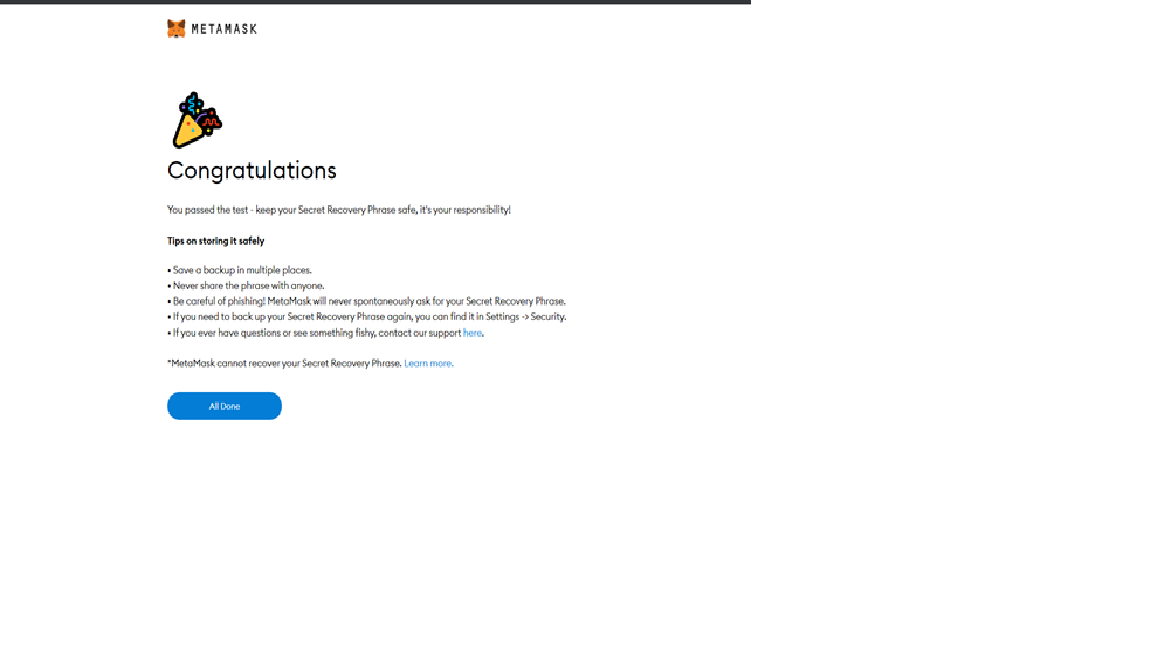 METAMASK
Congratulations
You passed the test - keep your Secret Recovery Phrase safe, it's your responsibility!
Tips on storing it safely
• Save a backup in multiple places.
• Never share the phrase with anyone.
• Be careful of phishing! MetaMask will never spontaneously ask for your Secret Recovery Phrase.
• If you need to back up your Secret Recovery Phrase again, you can find it in Settings -> Security.
• If you ever have questions or see something fishy, contact our support here.
*MetaMask cannot recover your Secret Recovery Phrase. Learn more.
All Done